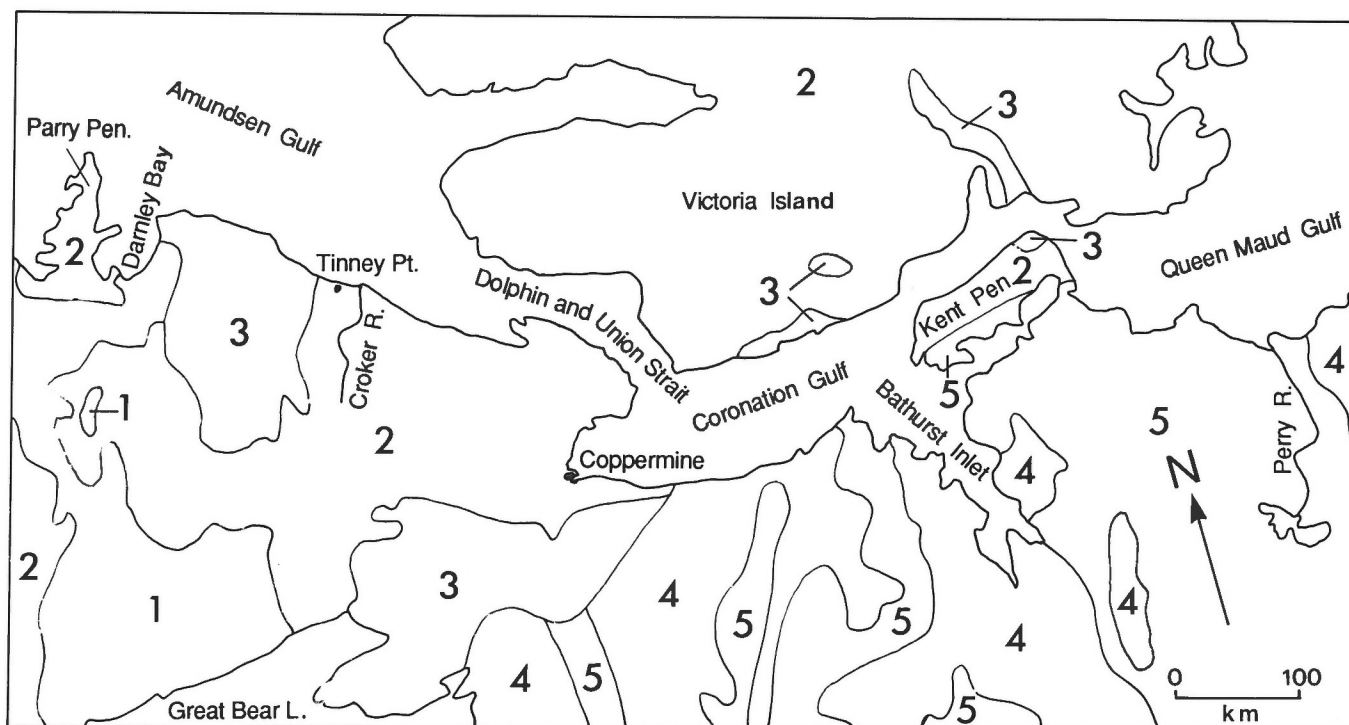 2
3
Amundsen Gulf
Parry Pen.
Darnley Bay
2
Victoria Island
3
3
Queen Maud Gulf
Tinney Pt.
Dolphin and Union Strait
Kent Pen.
2
3
Croker R.
Coronation Gulf
5
4
1
2
Bathurst Inlet
5
Perry R.
Coppermine
4
N
2
1
3
4
5
5
4
4
4
5
5
Great Bear L.
0 100
km